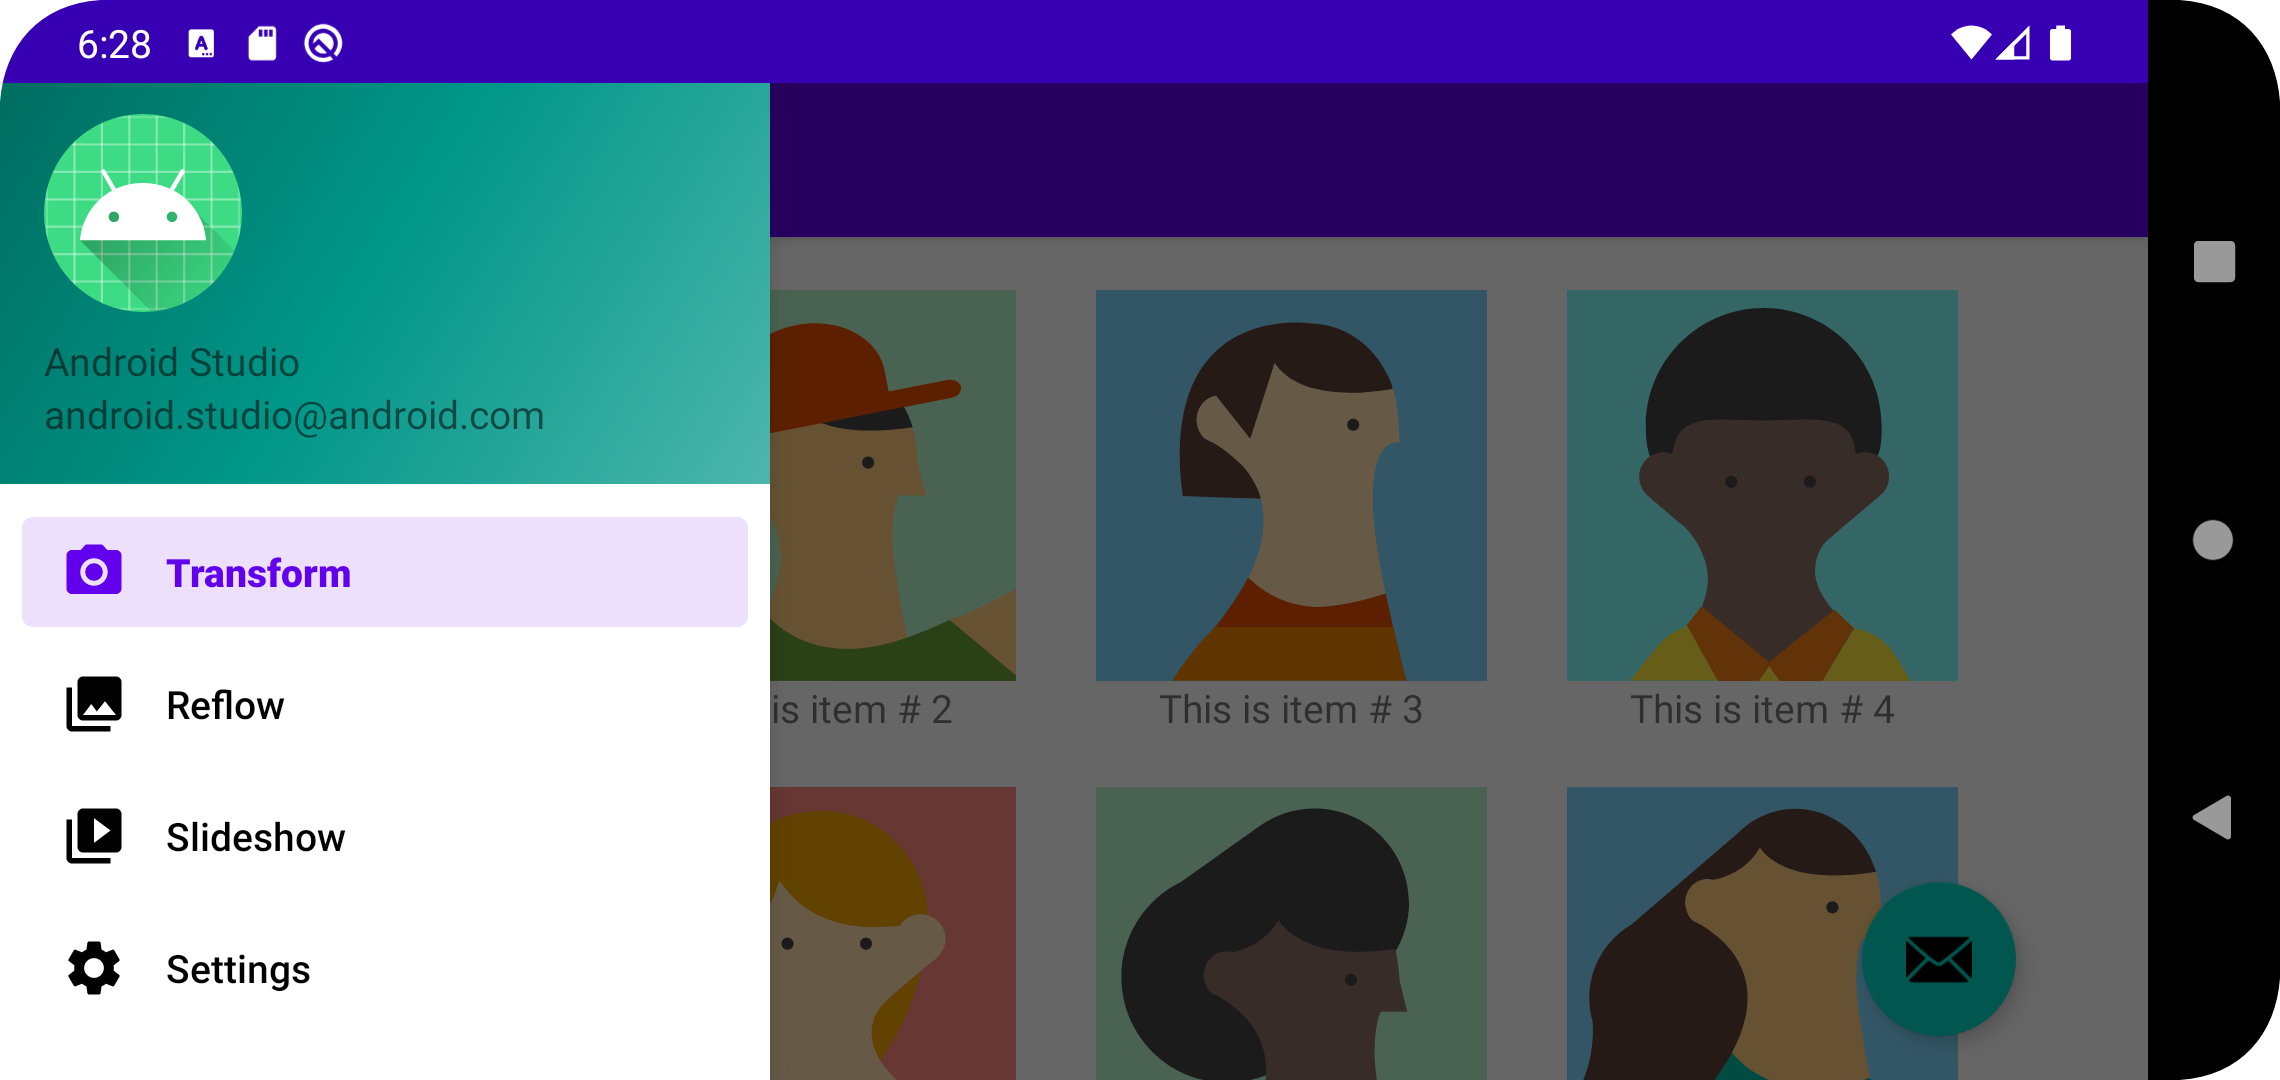 6:28
Android Studio
android.studio@android.com
Transform
Reflow
Slideshow
Settings
is item # 2
This is item # 3
This is item # 4